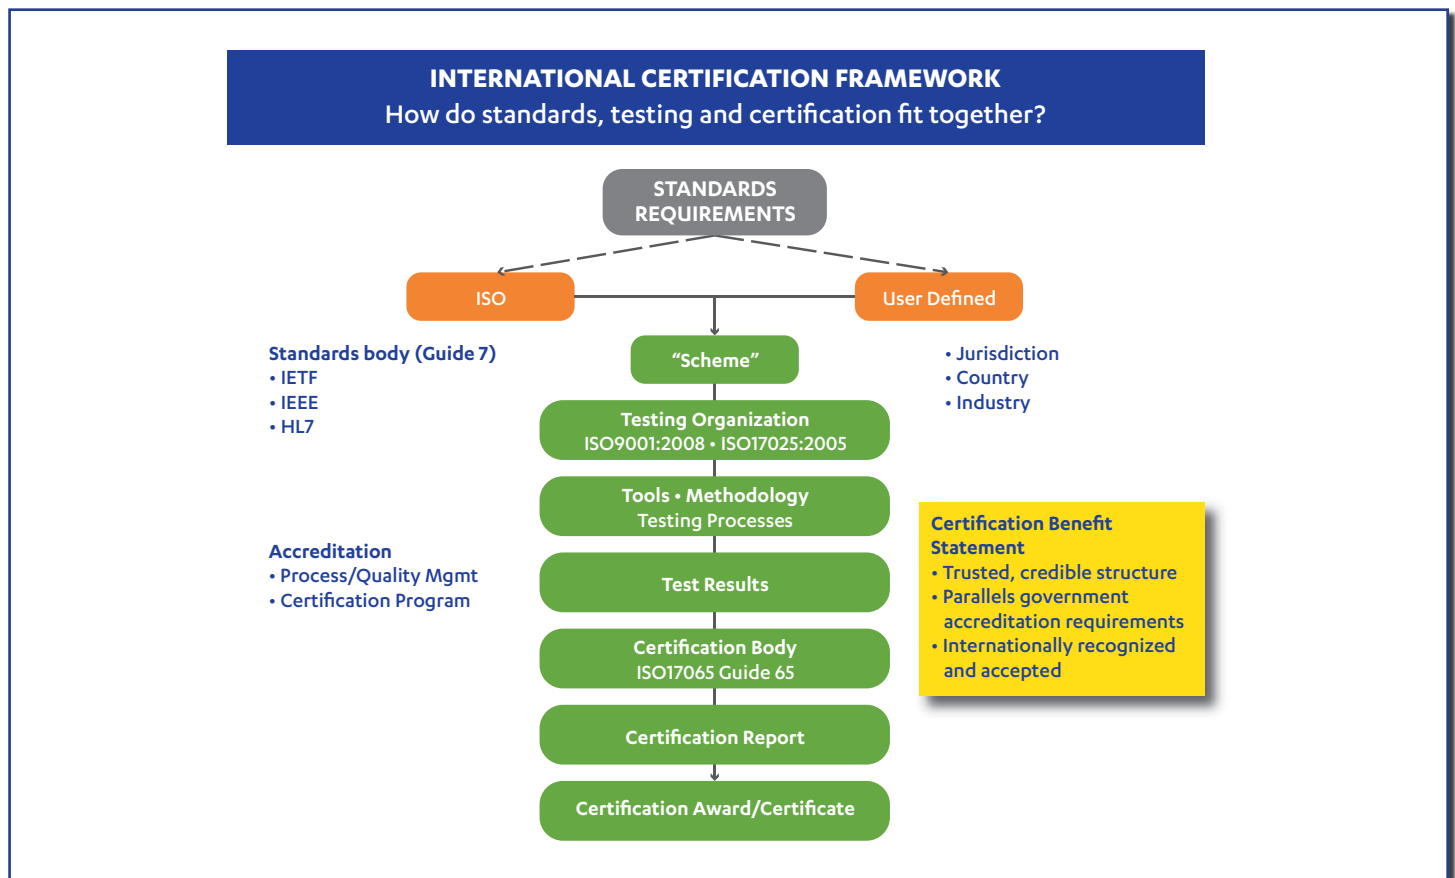 INTERNATIONAL CERTIFICATION FRAMEWORK
How do standards, testing and certification fit together?
STANDARDS
REQUIREMENTS
ISO
User Defined
Standards body (Guide 7)
• IETF
• IEEE
• HL7
“Scheme”
• Jurisdiction
• Country
• Industry
Testing Organization
ISO9001:2008 • ISO17025:2005
Tools • Methodology
Testing Processes
Accreditation
• Process/Quality Mgmt
• Certification Program
Test Results
Certification Benefit
Statement
• Trusted, credible structure
• Parallels government
accreditation requirements
• Internationally recognized
and accepted
Certification Body
ISO17065 Guide 65
Certification Report
Certification Award/Certificate